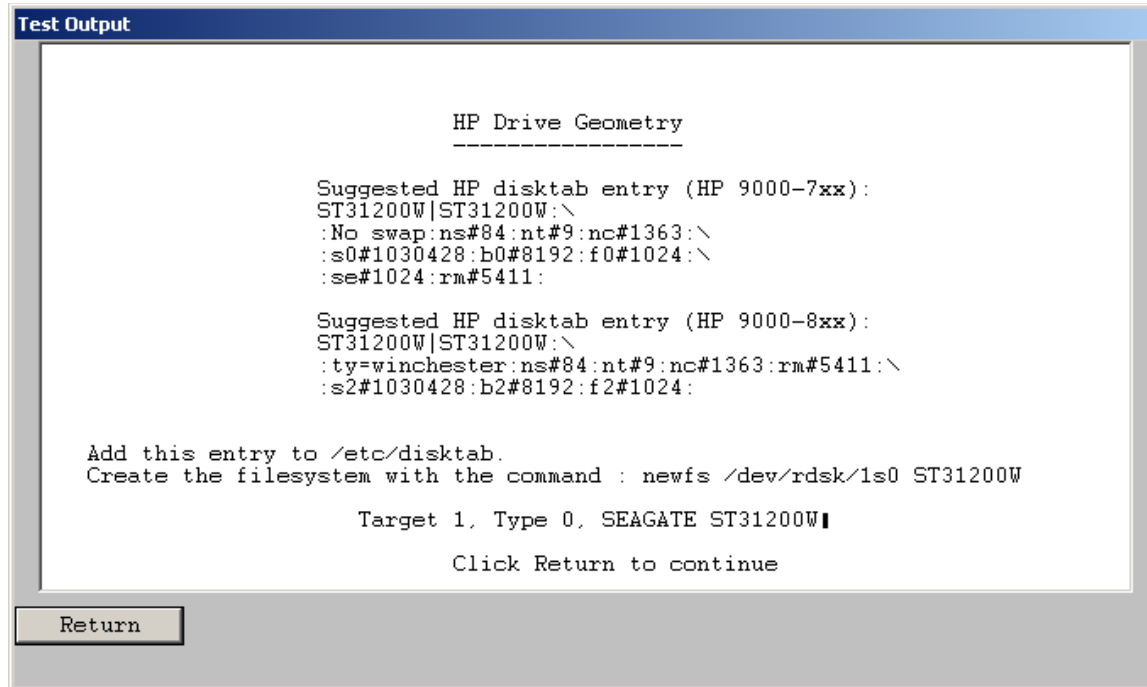 Test Output
HP Drive Geometry
-----------------
Suggested HP disktab entry (HP 9000-7xx):
ST31200W|ST31200W:\
:No swap:ns#84:nt#9:nc#1363:\
:s0#1030428:b0#8192:f0#1024:\
:se#1024:rm#5411:
Suggested HP disktab entry (HP 9000-8xx):
ST31200W|ST31200W:\
:ty=winchester:ns#84:nt#9:nc#1363:rm#5411:\
:s2#1030428:b2#8192:f2#1024:
Add this entry to /etc/disktab.
Create the filesystem with the command : newfs /dev/rdsk/1s0 ST31200W
Target 1, Type 0, SEAGATE ST31200W
Click Return to continue
Return